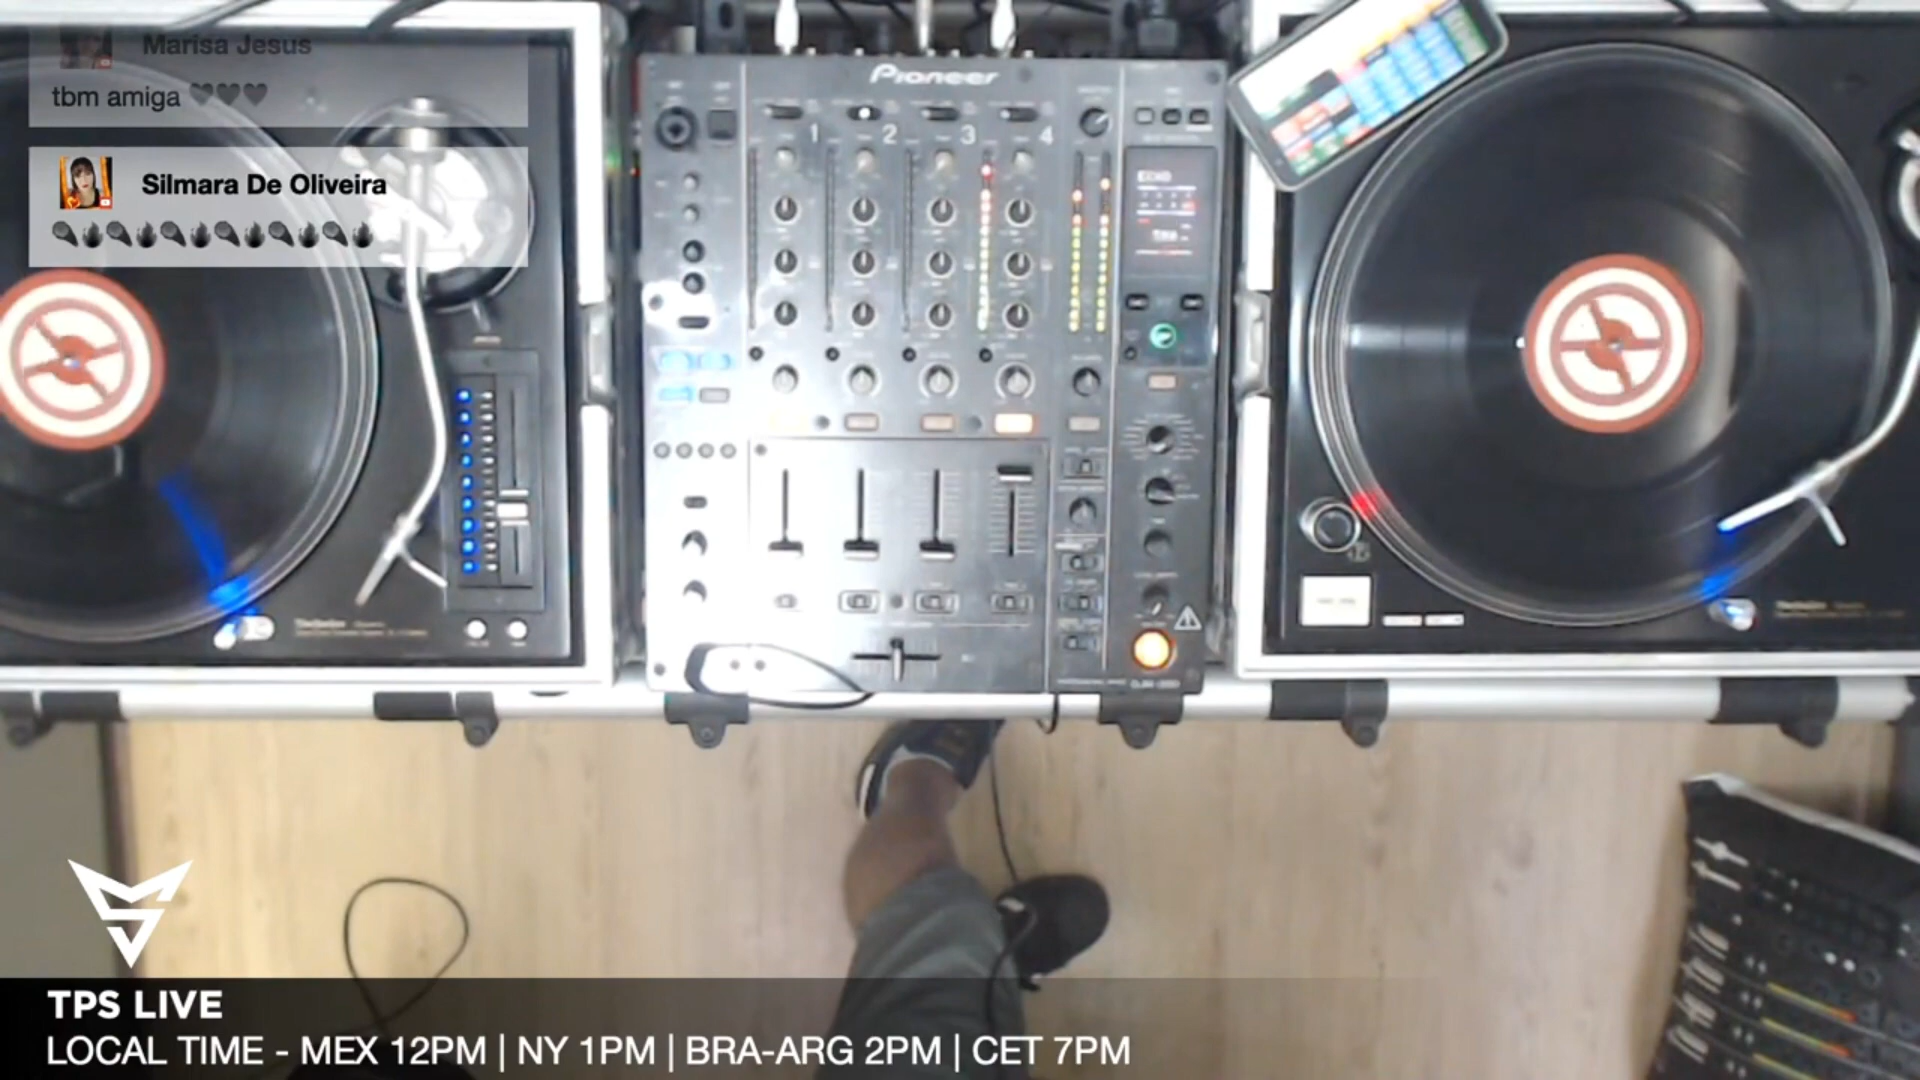 Marisa Jesus
tbm amiga 🖤🖤🖤
Silmara De Oliveira
🎤🔥🎤🔥🎤🔥🎤🔥🎤🔥🎤🔥
Pioneer
1 2 3 4
ECHO
TPS LIVE
LOCAL TIME - MEX 12PM | NY 1PM | BRA-ARG 2PM | CET 7PM